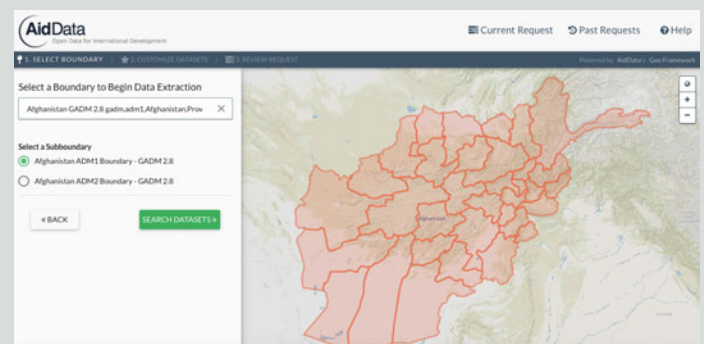 AidData
Open Data for International Development
Current Request
Past Requests
Help
1. SELECT BOUNDARY / 2. CUSTOMIZE DATASETS / 3. REVIEW REQUEST
Powered by AidData's Geo Framework
Select a Boundary to Begin Data Extraction
Afghanistan GADM 2.8 gadm,adm1,Afghanistan,Prov
Select a Subboundary
Afghanistan ADM1 Boundary - GADM 2.8
Afghanistan ADM2 Boundary - GADM 2.8
« BACK
SEARCH DATASETS »
Afghanistan
+
-